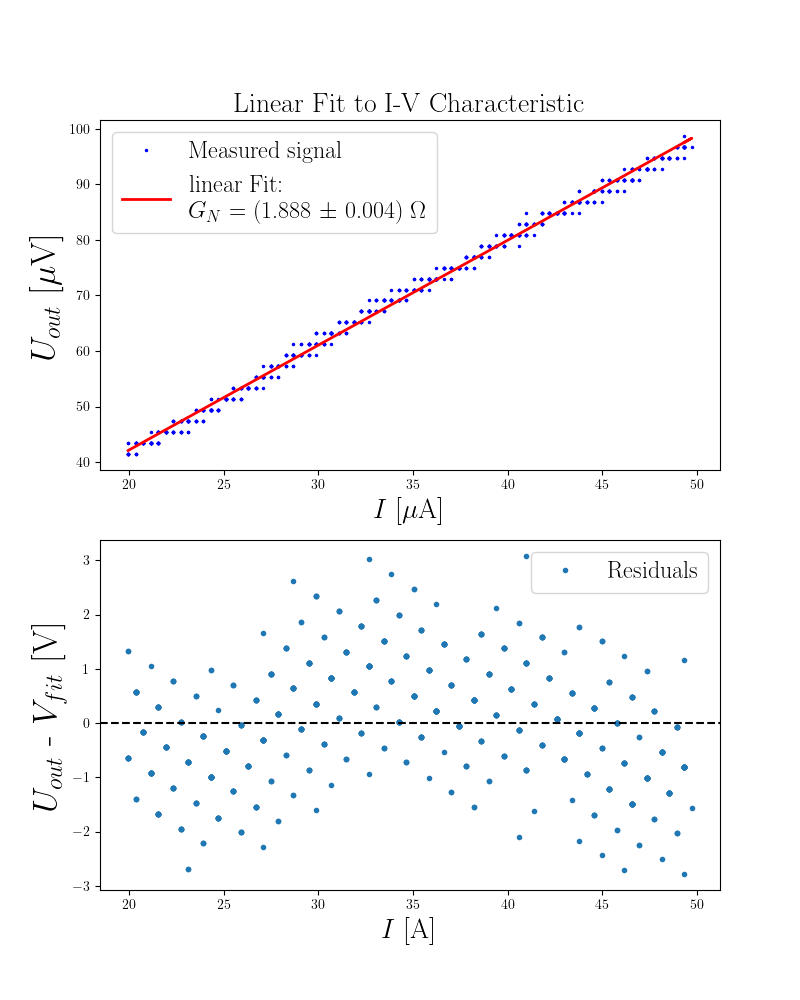 Linear Fit to I-V Characteristic
Measured signal
linear Fit:
G_N = (1.888 ± 0.004) Ω
U_out [μV]
100
90
80
70
60
50
40
20 25 30 35 40 45 50
I [μA]
Residuals
U_out - V_fit [V]
3
2
1
0
−1
−2
−3
20 25 30 35 40 45 50
I [A]